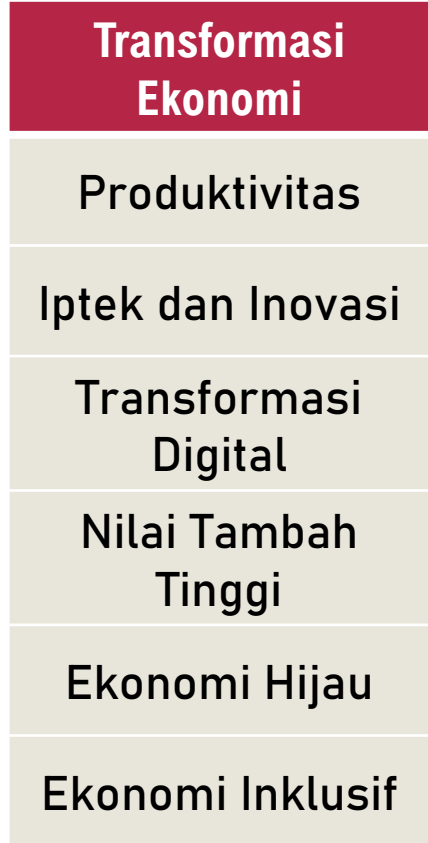 Transformasi
Ekonomi
Produktivitas
Iptek dan Inovasi
Transformasi
Digital
Nilai Tambah
Tinggi
Ekonomi Hijau
Ekonomi Inklusif